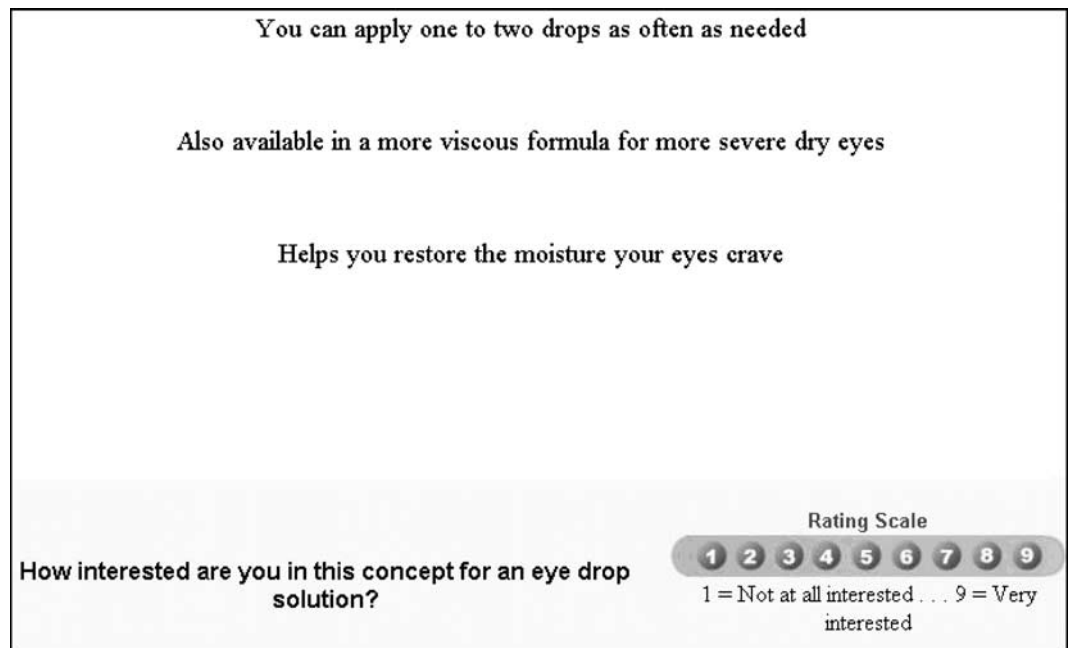 You can apply one to two drops as often as needed
Also available in a more viscous formula for more severe dry eyes
Helps you restore the moisture your eyes crave
How interested are you in this concept for an eye drop
solution?
Rating Scale
1 2 3 4 5 6 7 8 9
1 = Not at all interested . . . 9 = Very
interested